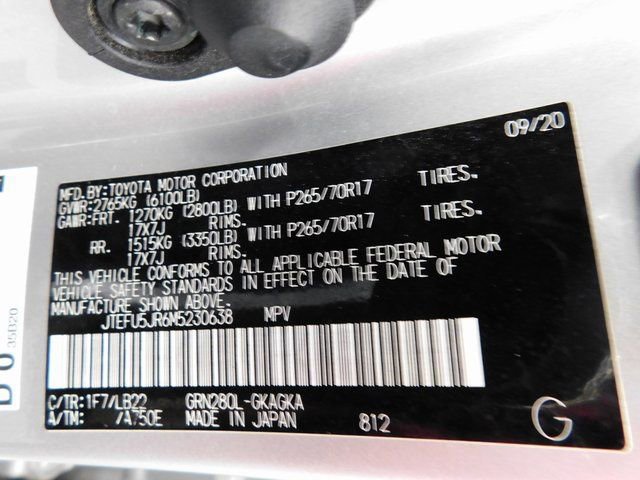 09/20
MFD.BY:TOYOTA MOTOR CORPORATION
GVWR:2765KG (6100LB)
GAWR:FRT. 1270KG (2800LB) WITH P265/70R17 TIRES.
17X7J RIMS.
RR. 1515KG (3350LB) WITH P265/70R17 TIRES.
17X7J RIMS.
THIS VEHICLE CONFORMS TO ALL APPLICABLE FEDERAL MOTOR
VEHICLE SAFETY STANDARDS IN EFFECT ON THE DATE OF
MANUFACTURE SHOWN ABOVE.
JTEFU5JR6M5230638 MPV
C/TR:1F7/LB22 GRN280L-GKAGKA
A/TM: /A750E MADE IN JAPAN 812
G
35B20